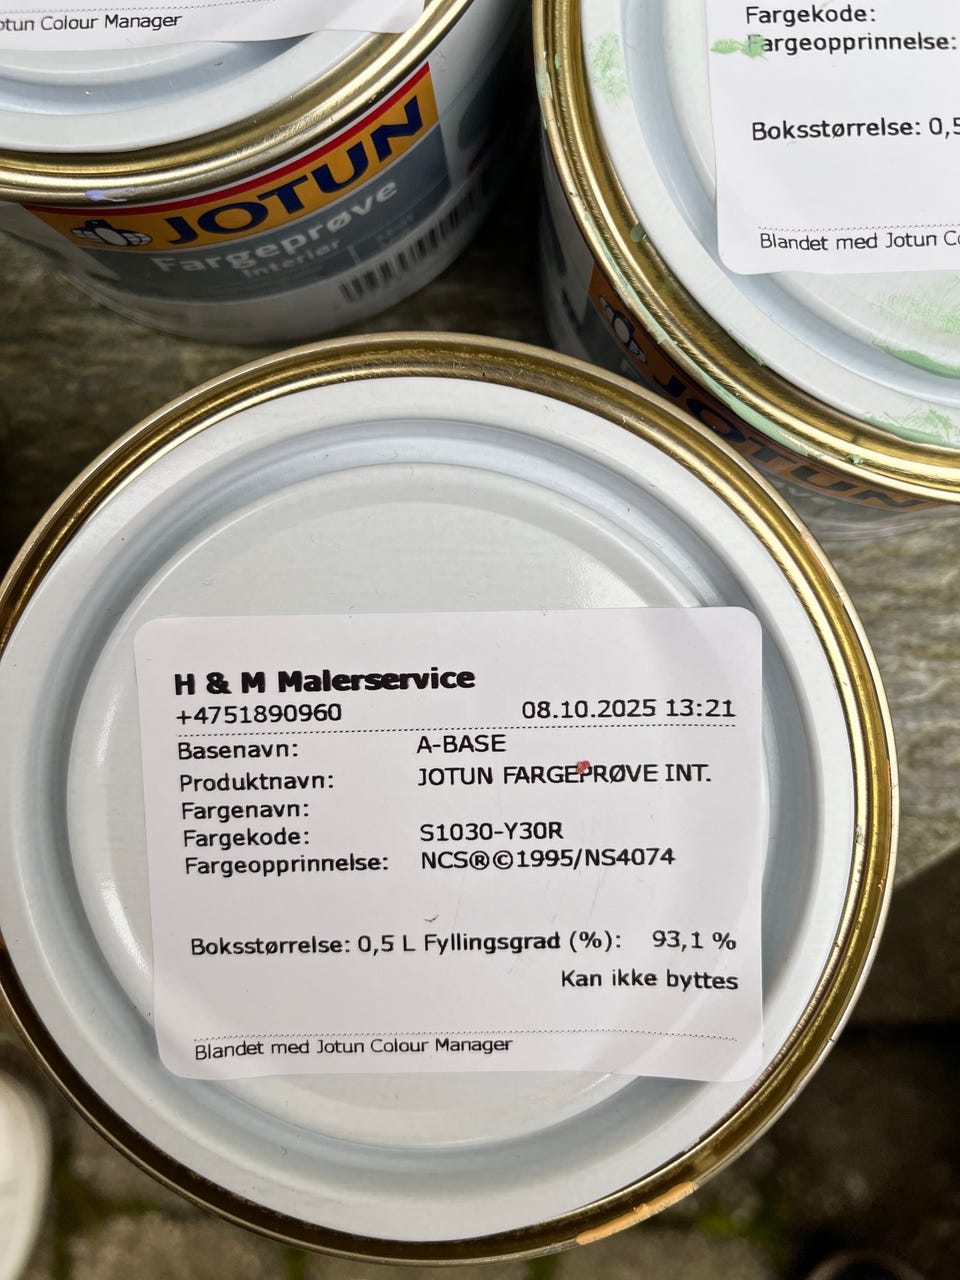 Jotun Colour Manager
JOTUN
Fargeprøve
Interiør
Fargekode:
Fargeopprinnelse:
Boksstørrelse: 0,5
Blandet med Jotun Co
JOTUN
H & M Malerservice
+4751890960 08.10.2025 13:21
Basenavn: A-BASE
Produktnavn: JOTUN FARGEPRØVE INT.
Fargenavn:
Fargekode: S1030-Y30R
Fargeopprinnelse: NCS®©1995/NS4074
Boksstørrelse: 0,5 L Fyllingsgrad (%): 93,1 %
Kan ikke byttes
Blandet med Jotun Colour Manager